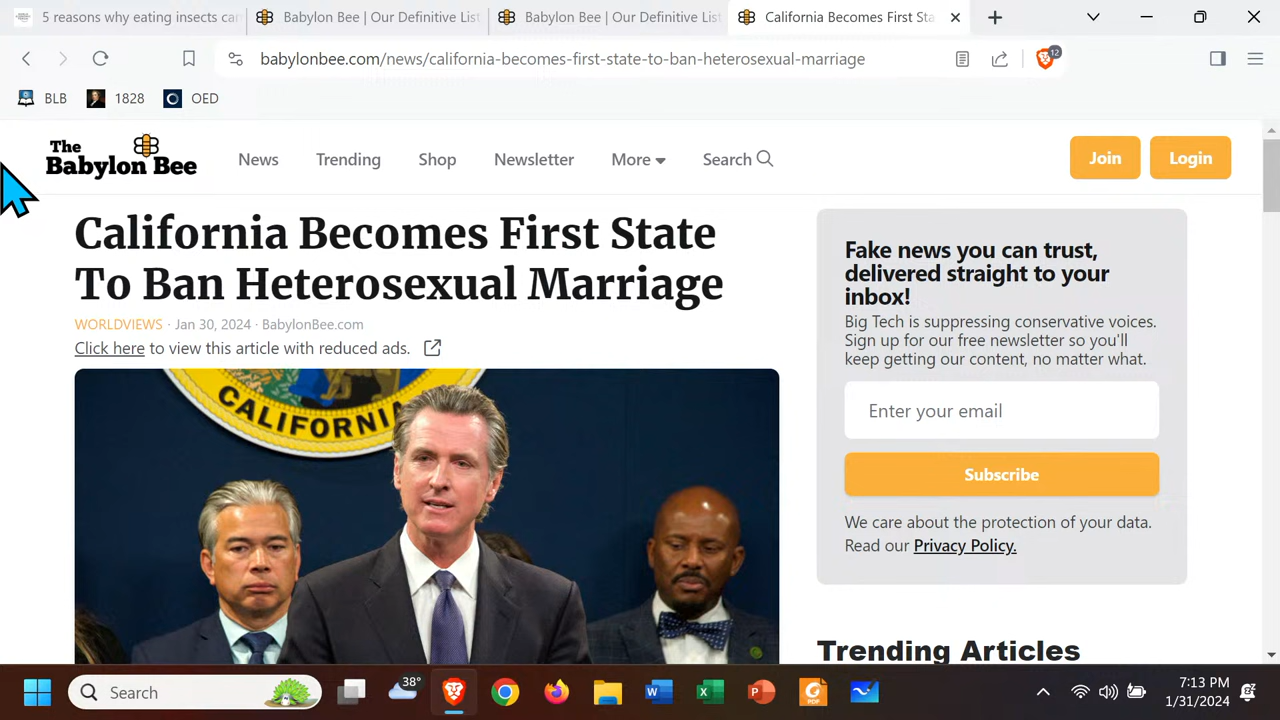 5 reasons why eating insects can
Babylon Bee | Our Definitive List
Babylon Bee | Our Definitive List
California Becomes First Sta
babylonbee.com/news/california-becomes-first-state-to-ban-heterosexual-marriage
12
BLB
1828
OED
The
Babylon Bee
News
Trending
Shop
Newsletter
More
Search
Join
Login
California Becomes First State
To Ban Heterosexual Marriage
WORLDVIEWS · Jan 30, 2024 · BabylonBee.com
Click here to view this article with reduced ads.
CALIFORNIA
Fake news you can trust,
delivered straight to your
inbox!
Big Tech is suppressing conservative voices.
Sign up for our free newsletter so you'll
keep getting our content, no matter what.
Enter your email
Subscribe
We care about the protection of your data.
Read our Privacy Policy.
Trending Articles
Search
38°
7:13 PM
1/31/2024